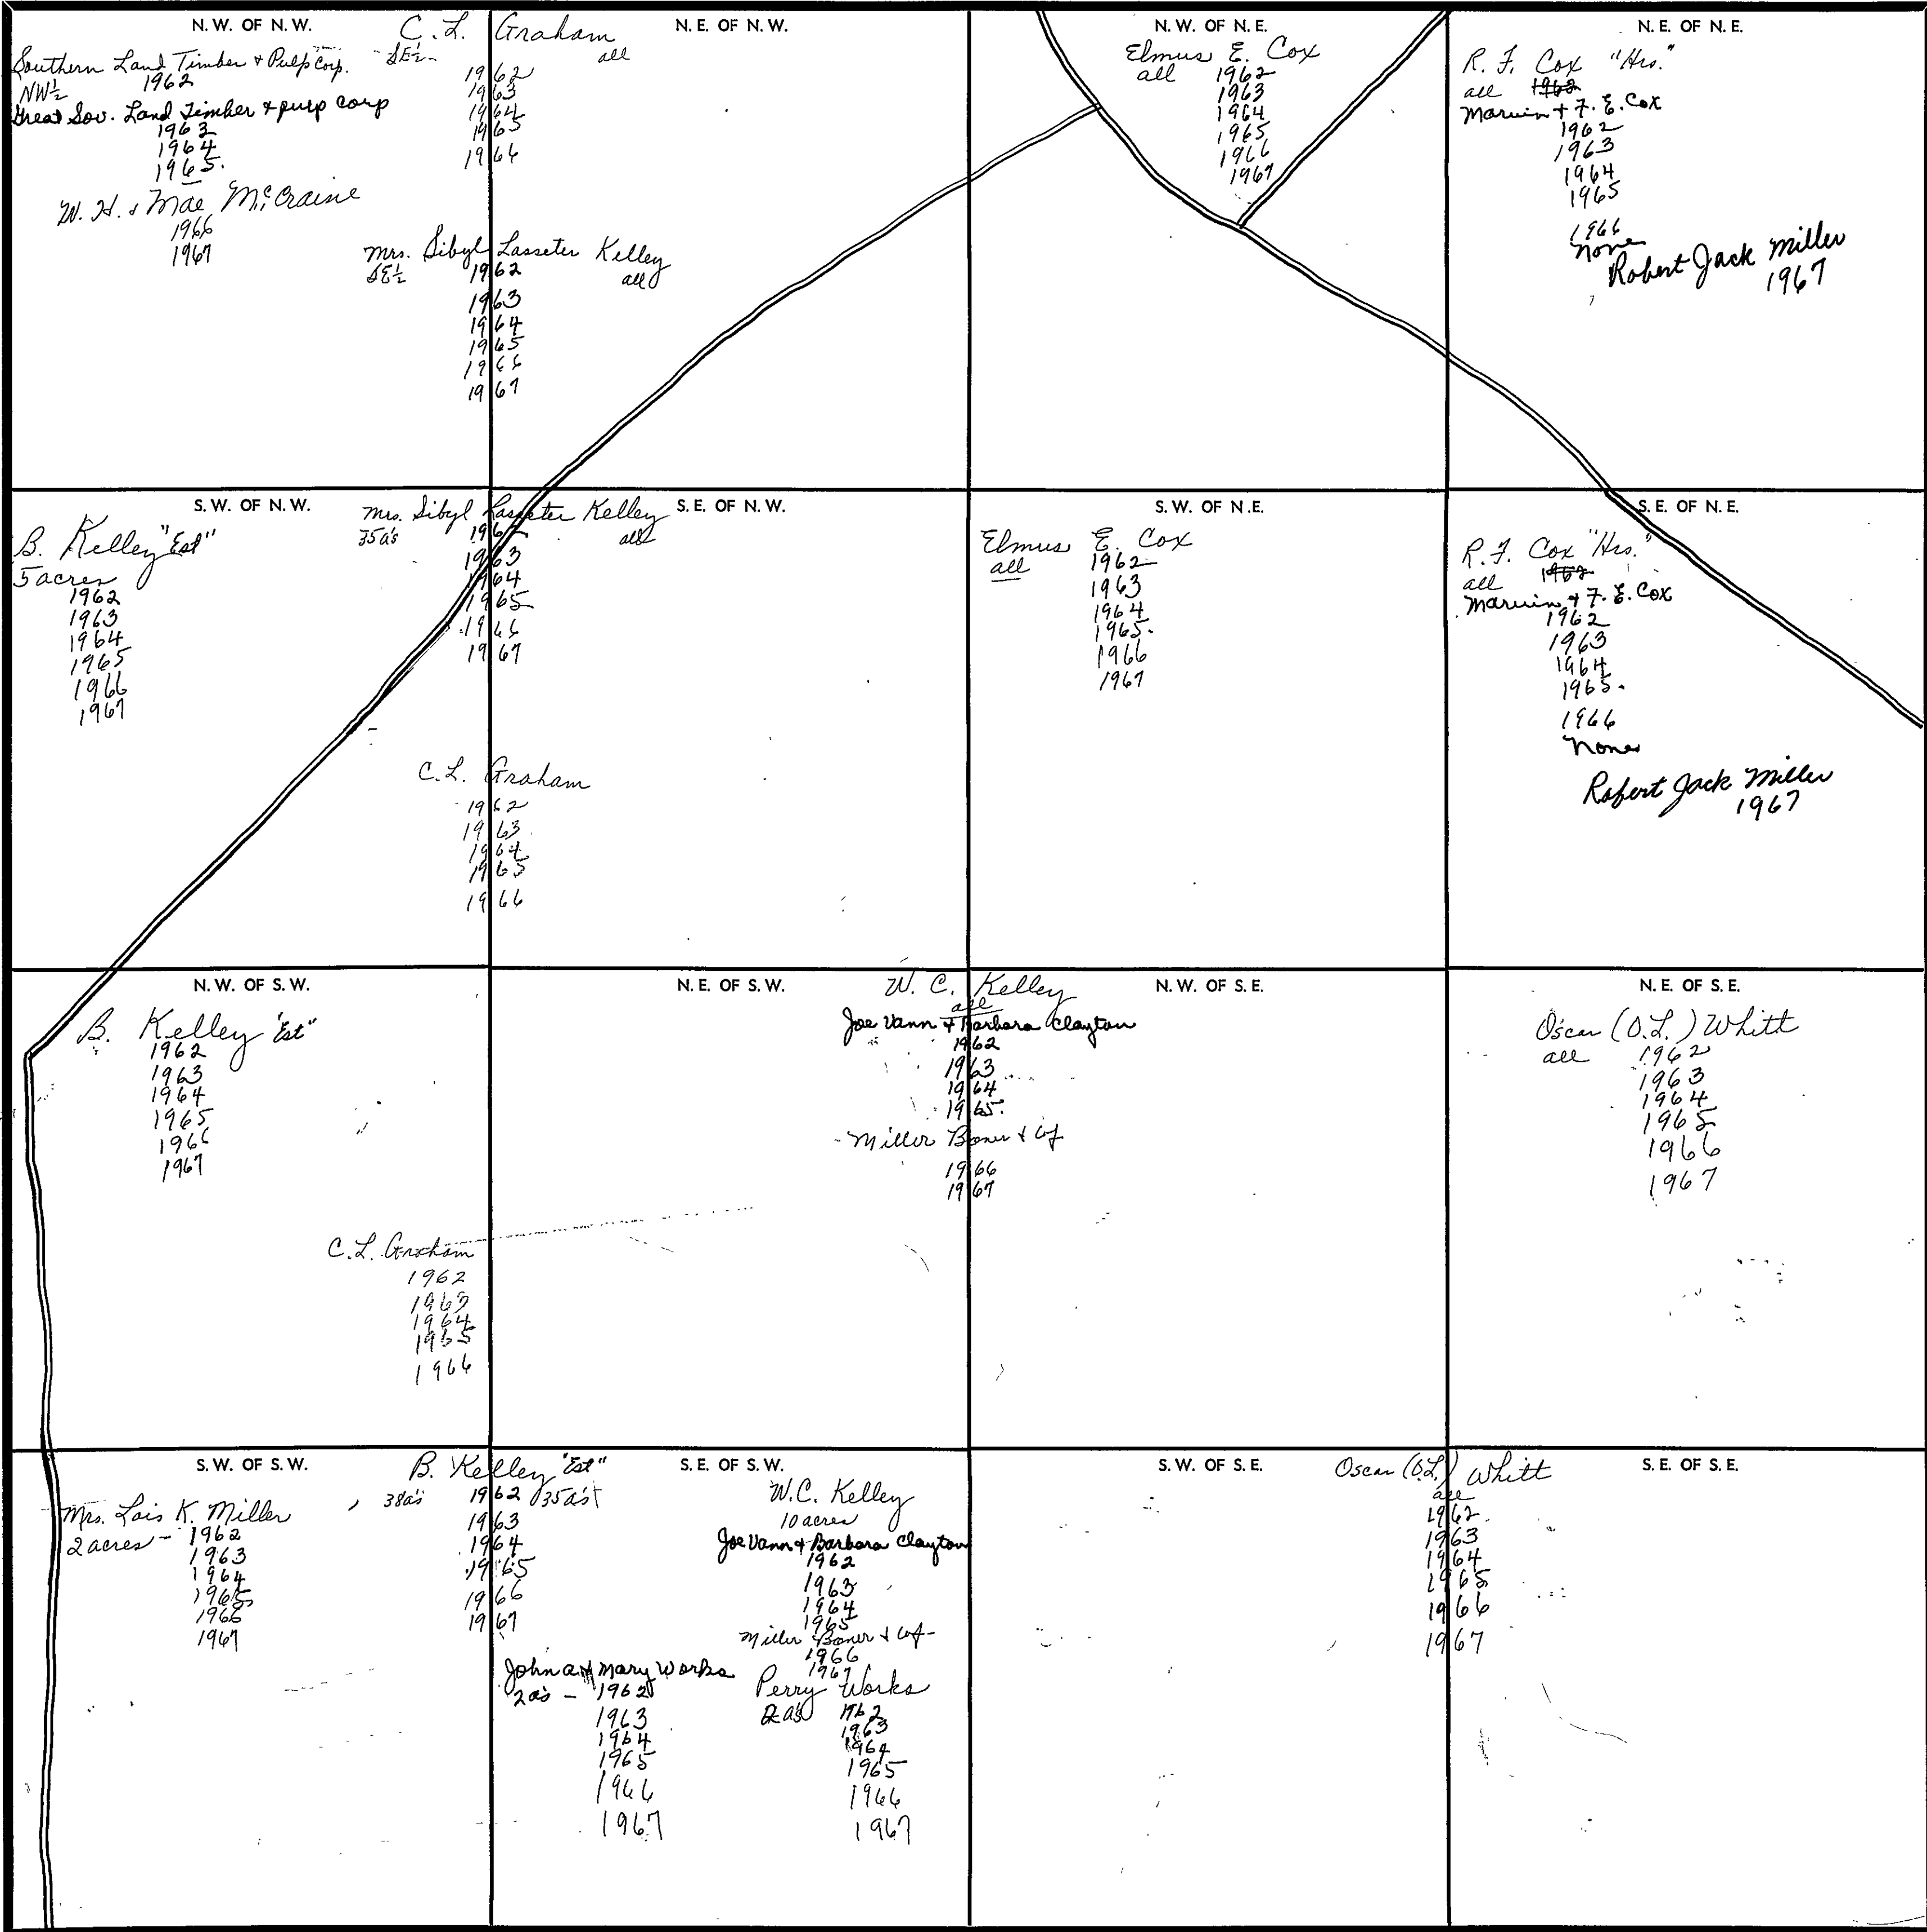 N. W. OF N. W.
Southern Land Timber & Pulp Corp.
NW½ 1962
Great Sou. Land Timber & pulp corp
1963
1964
1965.
W. H. & Mae McCraine
1966
1967
C. L. Graham
SE½ - all
1962
1963
1964
1965
1966
Mrs. Sibyl Lasseter Kelley
SE½ 1962 all
1963
1964
1965
1966
1967
N. E. OF N. W.
N. W. OF N. E.
Elmus E. Cox
all 1962
1963
1964
1965
1966
1967
N. E. OF N. E.
R. F. Cox "Hrs."
all 1962
Marvin & F. E. Cox
1962
1963
1964
1965
1966
None
Robert Jack Miller
1967
S. W. OF N. W.
B. Kelley "Est"
5 acres
1962
1963
1964
1965
1966
1967
Mrs. Sibyl Lasseter Kelley
35 a's 1962 all
1963
1964
1965
1966
1967
C. L. Graham
1962
1963
1964
1965
1966
S. E. OF N. W.
S. W. OF N. E.
Elmus E. Cox
all 1962
1963
1964
1965.
1966
1967
S. E. OF N. E.
R. F. Cox "Hrs."
all 1962
Marvin & F. E. Cox
1962
1963
1964
1965.
1966
None
Robert Jack Miller
1967
N. W. OF S. W.
B. Kelley "Est"
1962
1963
1964
1965
1966
1967
C. L. Graham
1962
1963
1964
1965
1966
N. E. OF S. W.
W. C. Kelley
all
Joe Vann & Barbara Clayton
1962
1963
1964
1965.
Miller Boner & wf
1966
1967
N. W. OF S. E.
N. E. OF S. E.
Oscar (O.L.) Whitt
all 1962
1963
1964
1965
1966
1967
S. W. OF S. W.
Mrs. Lois K. Miller
2 acres - 1962
1963
1964
1965
1966
1967
B. Kelley "Est"
38 a's 1962 35 a's
1963
1964
1965
1966
1967
S. E. OF S. W.
W.C. Kelley
10 acres
Joe Vann & Barbara Clayton
1962
1963
1964
1965
Miller Boner & wf -
1966
1967
John a & Mary Works
2 a's - 1962
1963
1964
1965
1966
1967
Perry Works
2 a's 1962
1963
1964
1965
1966
1967
S. W. OF S. E.
Oscar (O.L.) Whitt
all
1962
1963
1964
1965
1966
1967
S. E. OF S. E.